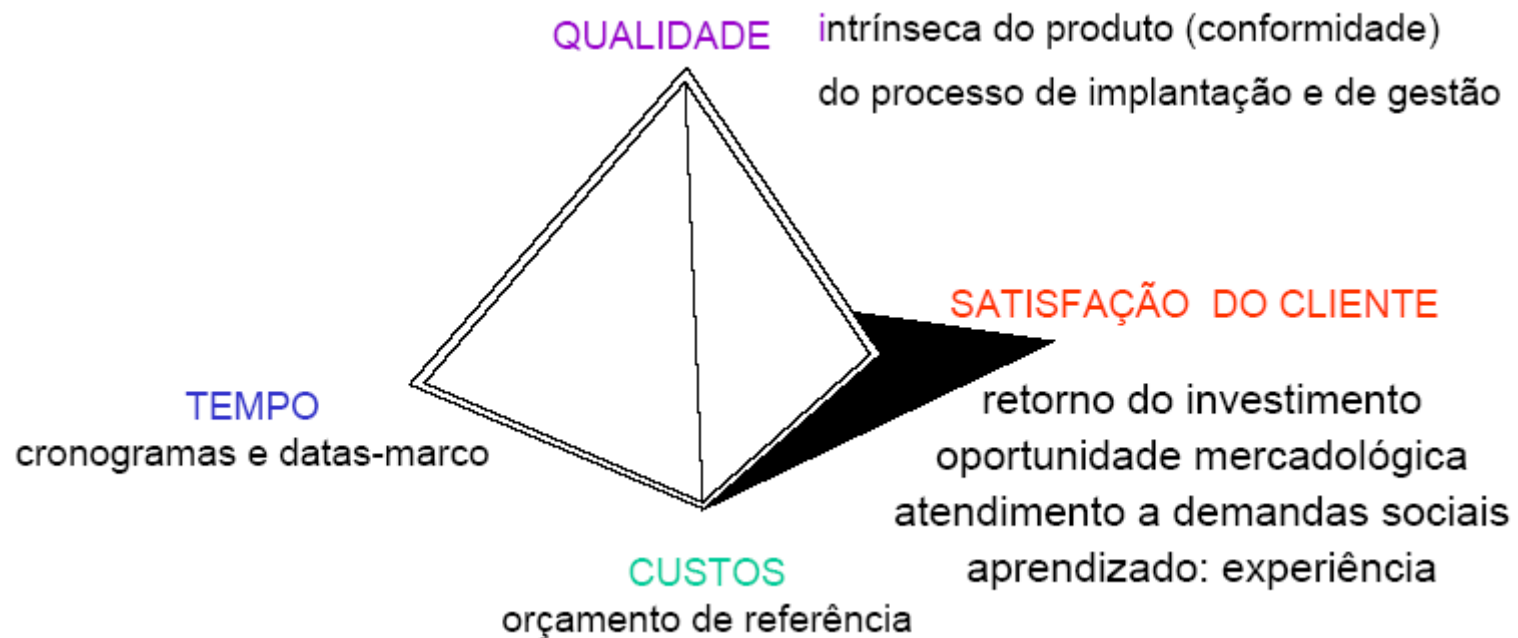 QUALIDADE
intrínseca do produto (conformidade)
do processo de implantação e de gestão
SATISFAÇÃO DO CLIENTE
retorno do investimento
oportunidade mercadológica
atendimento a demandas sociais
aprendizado: experiência
TEMPO
cronogramas e datas-marco
CUSTOS
orçamento de referência